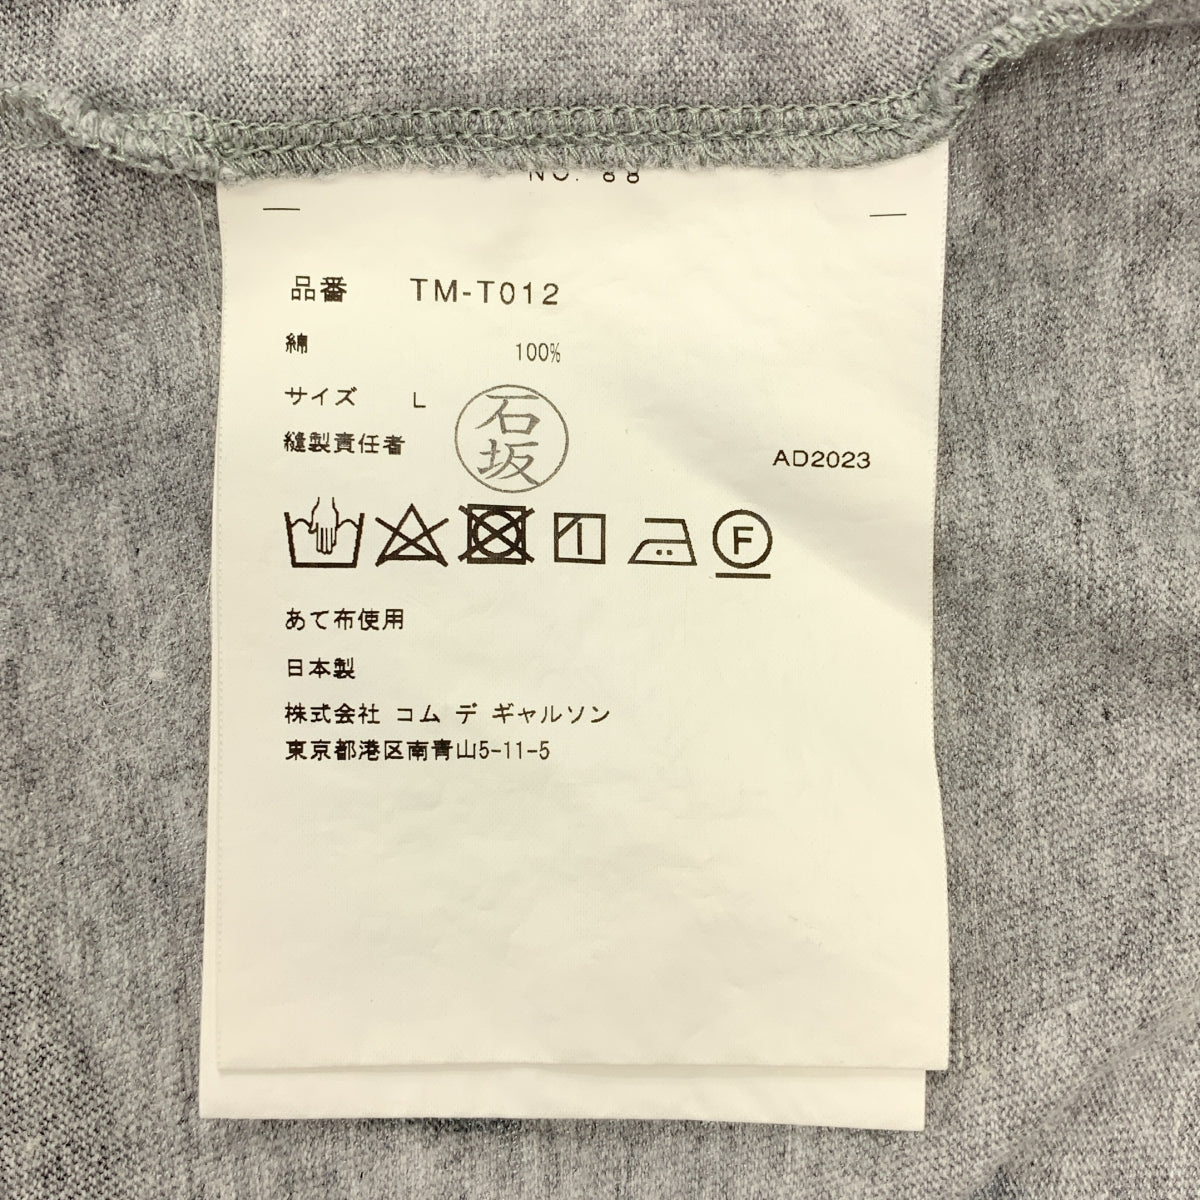 NO. 88
品番 TM-T012
綿 100%
サイズ L
縫製責任者 石坂
AD2023
F
あて布使用
日本製
株式会社 コム デ ギャルソン
東京都港区南青山5-11-5